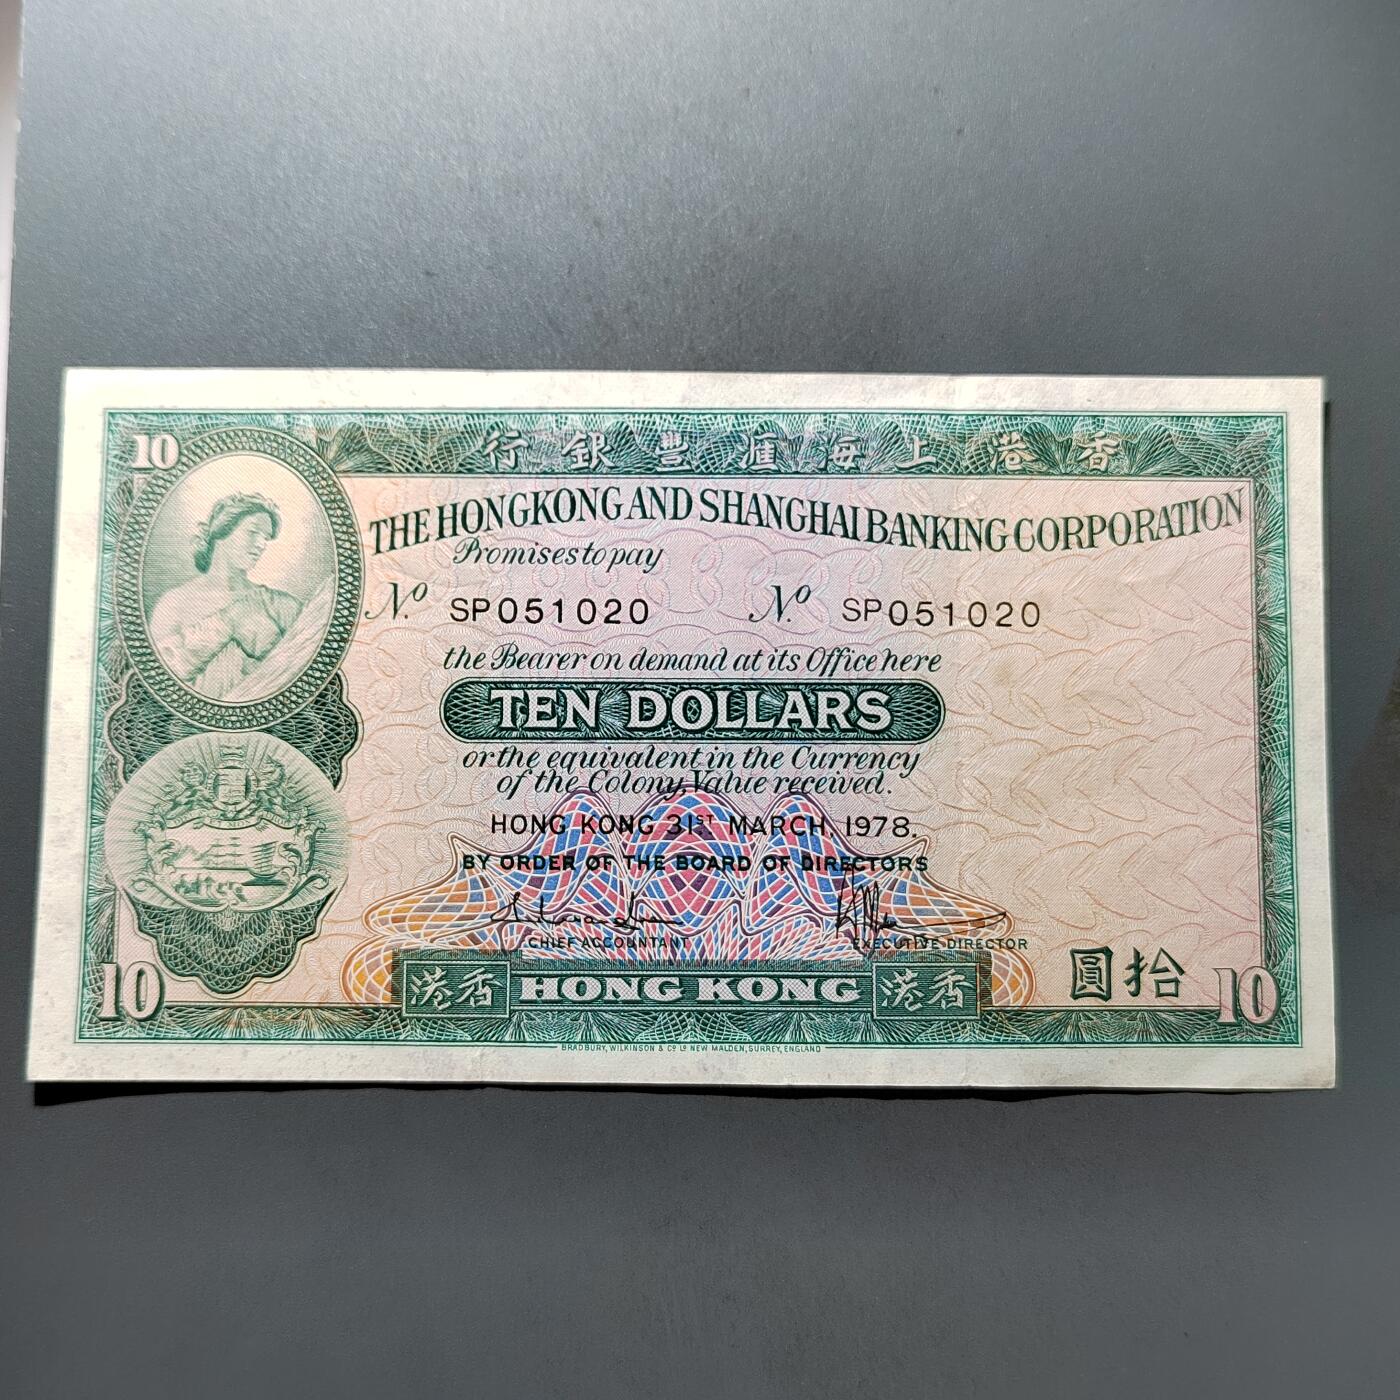 10
行銀豐滙海上港香
THE HONGKONG AND SHANGHAI BANKING CORPORATION
Promises to pay
No. SP051020 No. SP051020
the Bearer on demand at its Office here
TEN DOLLARS
or the equivalent in the Currency
of the Colony, Value received.
HONG KONG 31ST MARCH, 1978.
BY ORDER OF THE BOARD OF DIRECTORS
CHIEF ACCOUNTANT EXECUTIVE DIRECTOR
10 港香 HONG KONG 港香 圓拾 10
BRADBURY, WILKINSON & Co Ld NEW MALDEN, SURREY, ENGLAND